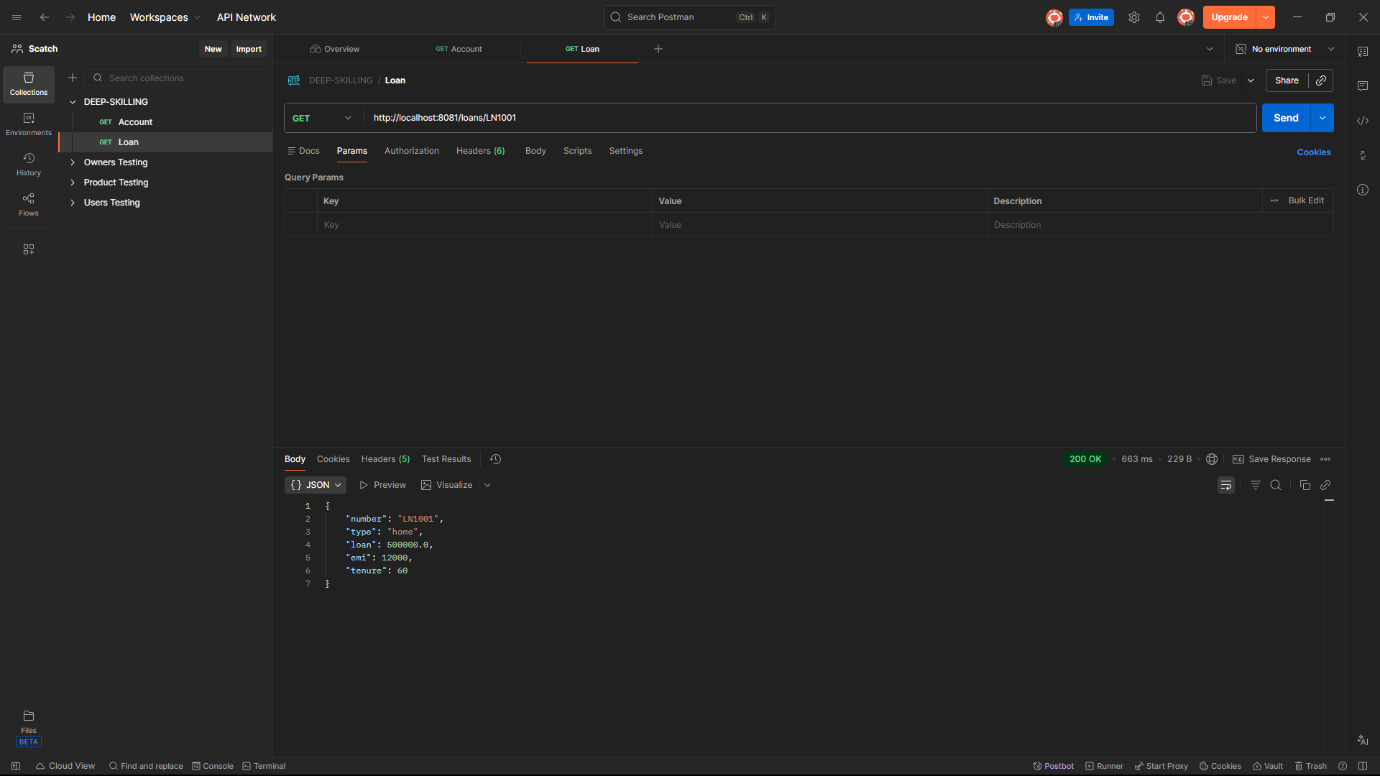 Home Workspaces API Network Search Postman Ctrl K Invite Upgrade
Scatch New Import Overview GET Account GET Loan No environment
Collections
Environments
History
Flows
Search collections
DEEP-SKILLING
GET Account
GET Loan
Owners Testing
Product Testing
Users Testing
DEEP-SKILLING / Loan Save Share
GET http://localhost:8081/loans/LN1001 Send
Docs Params Authorization Headers (6) Body Scripts Settings Cookies
Query Params
Key Value Description Bulk Edit
Key Value Description
Body Cookies Headers (5) Test Results 200 OK • 663 ms • 229 B • Save Response
{} JSON Preview Visualize
1 {
2 "number": "LN1001",
3 "type": "home",
4 "loan": 500000.0,
5 "emi": 12000,
6 "tenure": 60
7 }
Files
BETA
AI
Cloud View Find and replace Console Terminal Postbot Runner Start Proxy Cookies Vault Trash